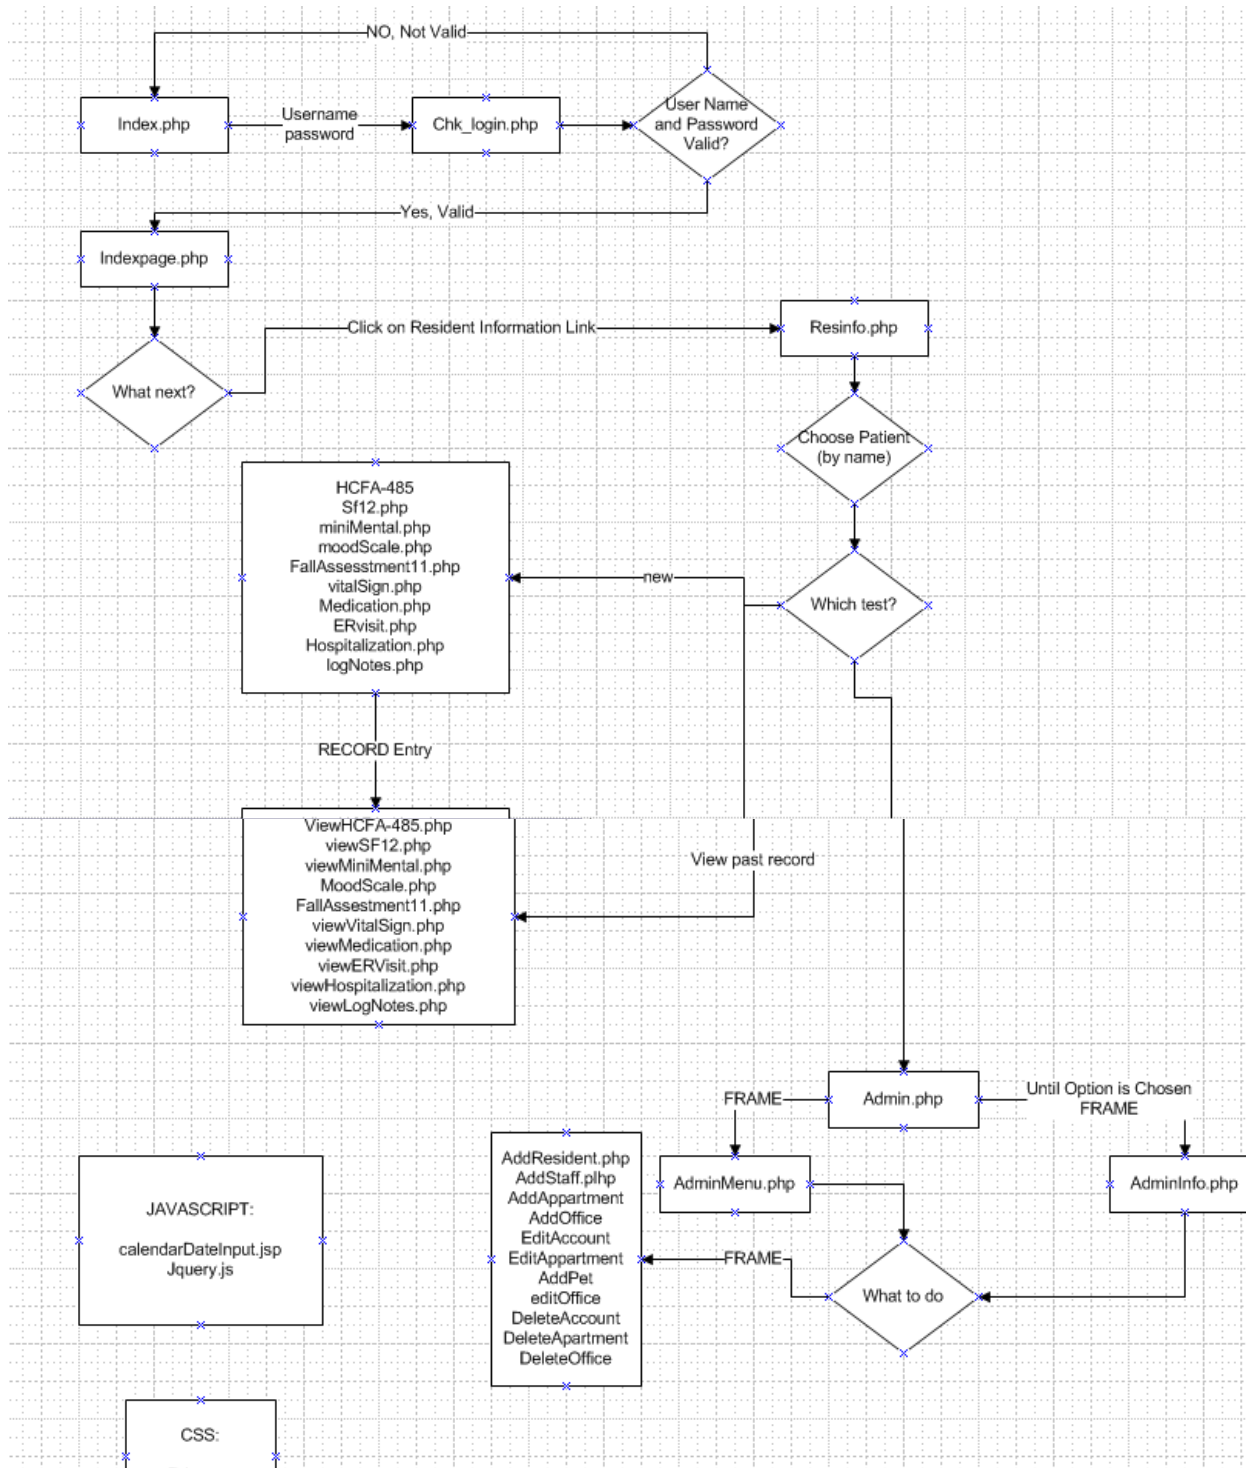 NO, Not Valid
Index.php
Username
password
Chk_login.php
User Name
and Password
Valid?
Yes, Valid
Indexpage.php
Click on Resident Information Link
Resinfo.php
What next?
Choose Patient
(by name)
HCFA-485
Sf12.php
miniMental.php
moodScale.php
FallAssesstment11.php
vitalSign.php
Medication.php
ERvisit.php
Hospitalization.php
logNotes.php
new
Which test?
RECORD Entry
ViewHCFA-485.php
viewSF12.php
viewMiniMental.php
MoodScale.php
FallAssestment11.php
viewVitalSign.php
viewMedication.php
viewERVisit.php
viewHospitalization.php
viewLogNotes.php
View past record
FRAME
Admin.php
Until Option is Chosen
FRAME
AddResident.php
AddStaff.plhp
AddAppartment
AddOffice
EditAccount
EditAppartment
AddPet
editOffice
DeleteAccount
DeleteApartment
DeleteOffice
AdminMenu.php
AdminInfo.php
FRAME
What to do
JAVASCRIPT:
calendarDateInput.jsp
Jquery.js
CSS: